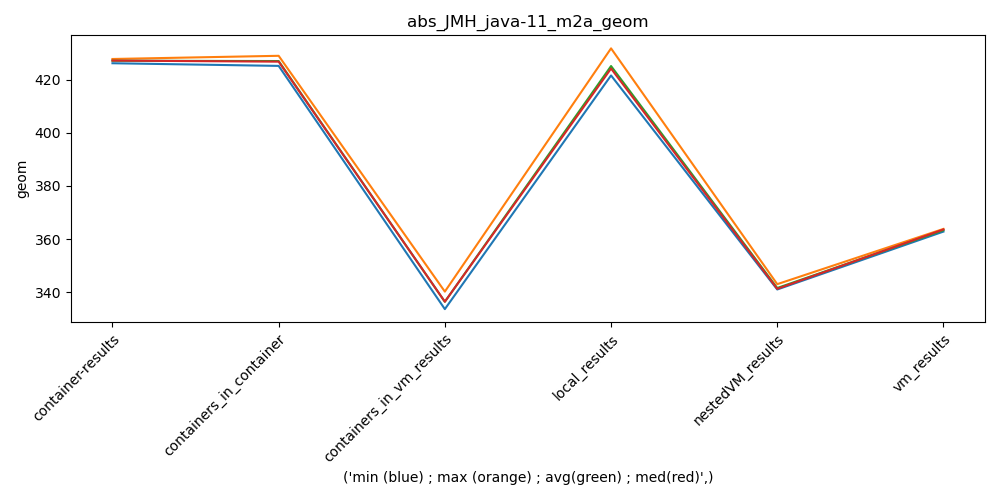 abs_JMH_java-11_m2a_geom
geom
420
400
380
360
340
container-results
containers_in_container
containers_in_vm_results
local_results
nestedVM_results
vm_results
('min (blue) ; max (orange) ; avg(green) ; med(red)',)